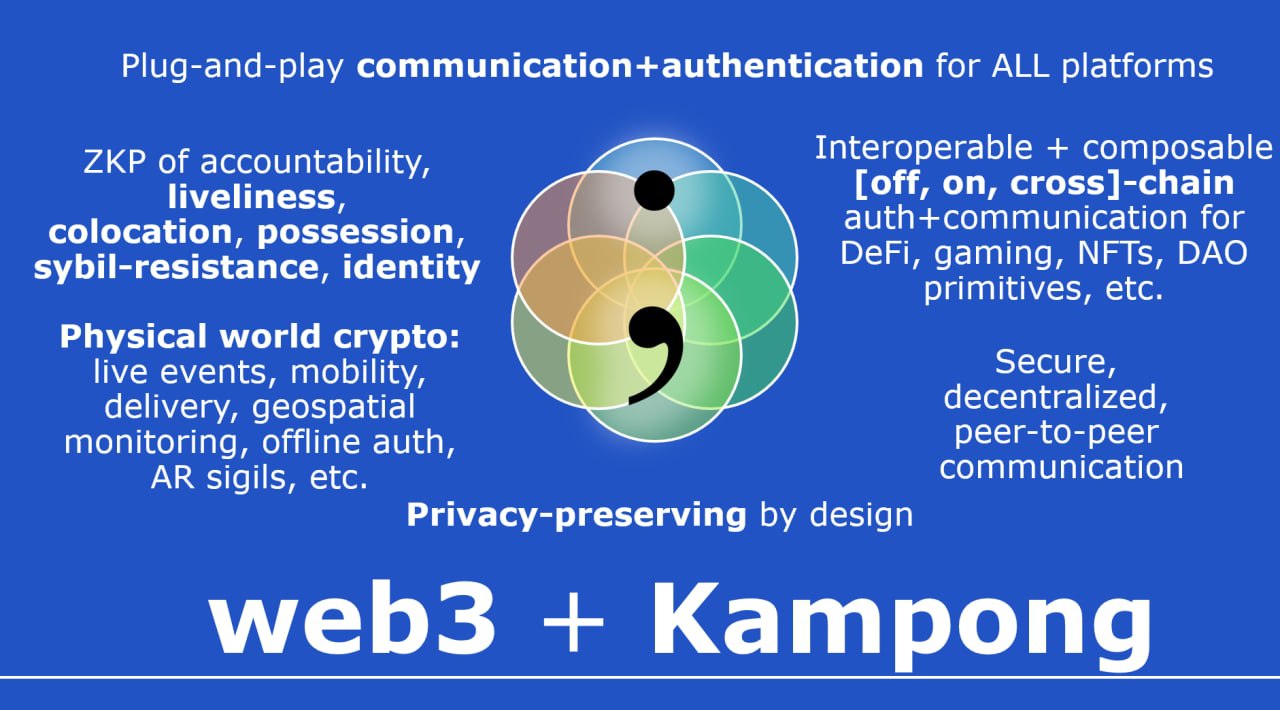 Plug-and-play communication+authentication for ALL platforms
ZKP of accountability,
liveliness,
colocation, possession,
sybil-resistance, identity
Physical world crypto:
live events, mobility,
delivery, geospatial
monitoring, offline auth,
AR sigils, etc.
;
Interoperable + composable
[off, on, cross]-chain
auth+communication for
DeFi, gaming, NFTs, DAO
primitives, etc.
Secure,
decentralized,
peer-to-peer
communication
Privacy-preserving by design
web3 + Kampong